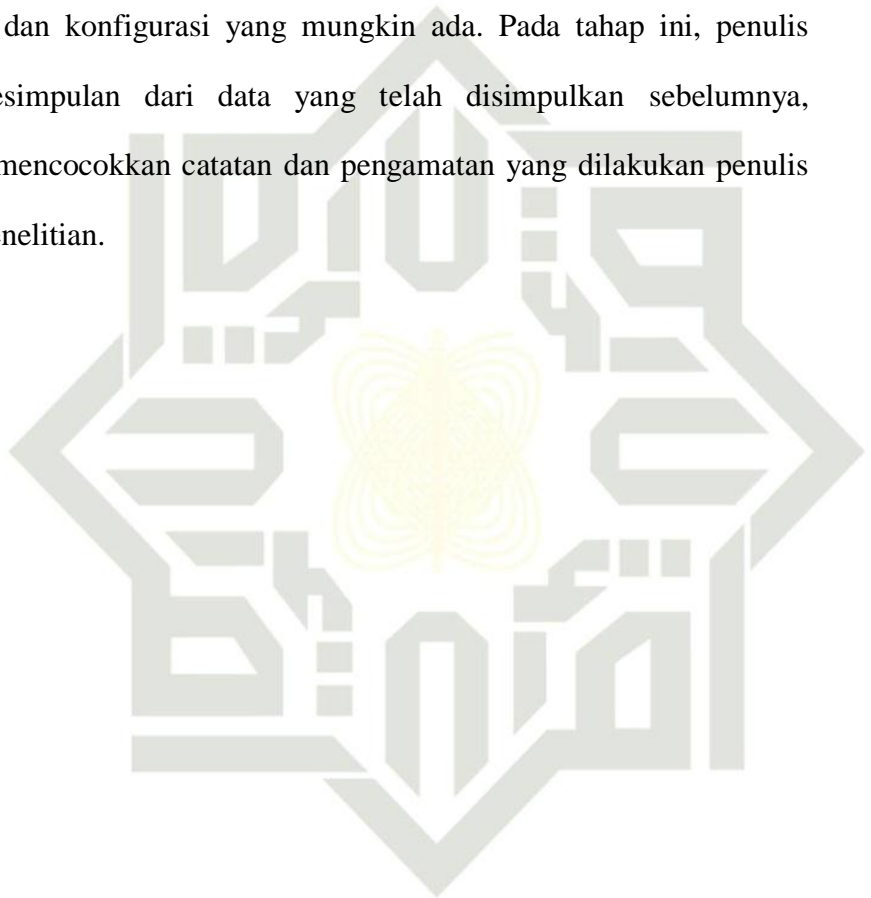 dan konfigurasi yang mungkin ada. Pada tahap ini, penulis
esimpulan dari data yang telah disimpulkan sebelumnya,
mencocokkan catatan dan pengamatan yang dilakukan penulis
enelitian.